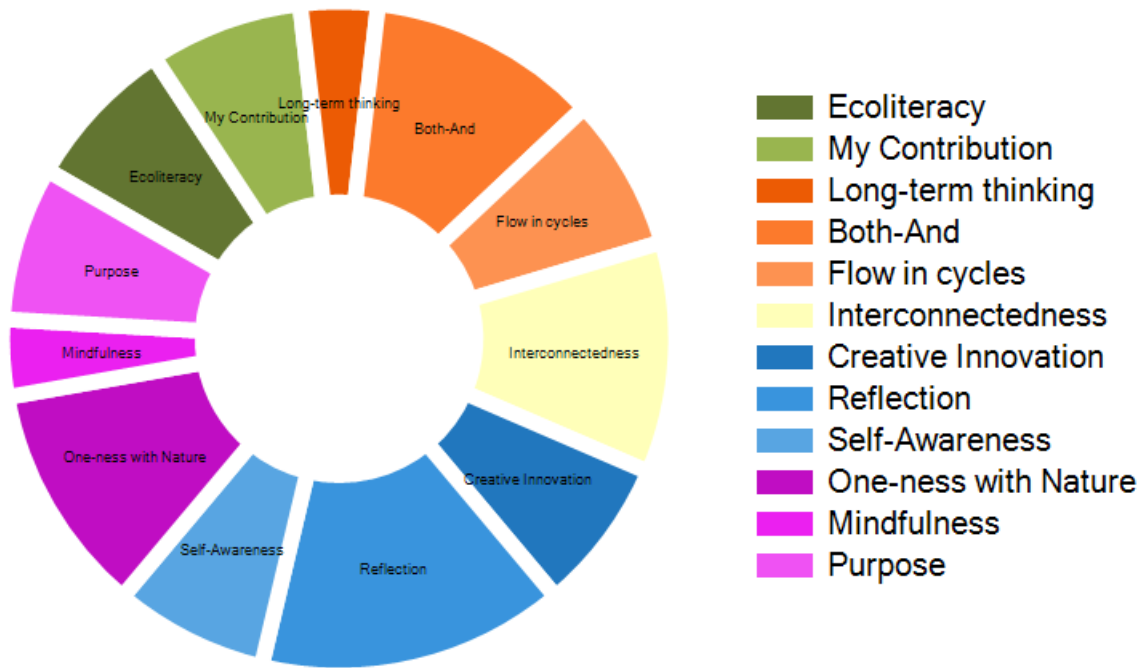 Long-term thinking
My Contribution
Both-And
Ecoliteracy
Flow in cycles
Purpose
Mindfulness
Interconnectedness
One-ness with Nature
Creative Innovation
Self-Awareness
Reflection
Ecoliteracy
My Contribution
Long-term thinking
Both-And
Flow in cycles
Interconnectedness
Creative Innovation
Reflection
Self-Awareness
One-ness with Nature
Mindfulness
Purpose